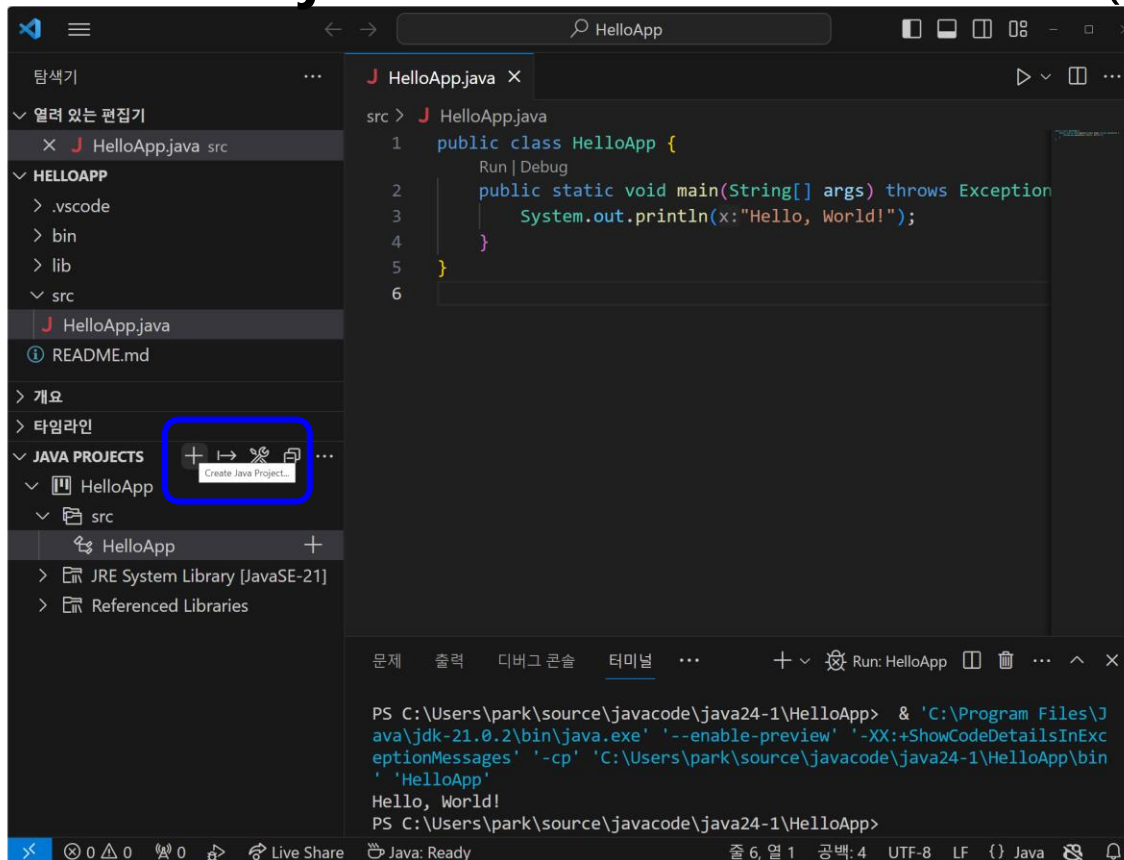 HelloApp
탐색기
열려 있는 편집기
HelloApp.java src
HELLOAPP
.vscode
bin
lib
src
HelloApp.java
README.md
개요
타임라인
JAVA PROJECTS
Create Java Project...
HelloApp
src
HelloApp
JRE System Library [JavaSE-21]
Referenced Libraries
HelloApp.java
src > HelloApp.java
1 public class HelloApp {
Run | Debug
2 public static void main(String[] args) throws Exception
3 System.out.println(x:"Hello, World!");
4 }
5 }
6
문제 출력 디버그 콘솔 터미널 Run: HelloApp
PS C:\Users\park\source\javacode\java24-1\HelloApp> & 'C:\Program Files\J
ava\jdk-21.0.2\bin\java.exe' '--enable-preview' '-XX:+ShowCodeDetailsInExc
eptionMessages' '-cp' 'C:\Users\park\source\javacode\java24-1\HelloApp\bin
' 'HelloApp'
Hello, World!
PS C:\Users\park\source\javacode\java24-1\HelloApp>
0 0 0 Live Share Java: Ready 줄 6, 열 1 공백: 4 UTF-8 LF {} Java